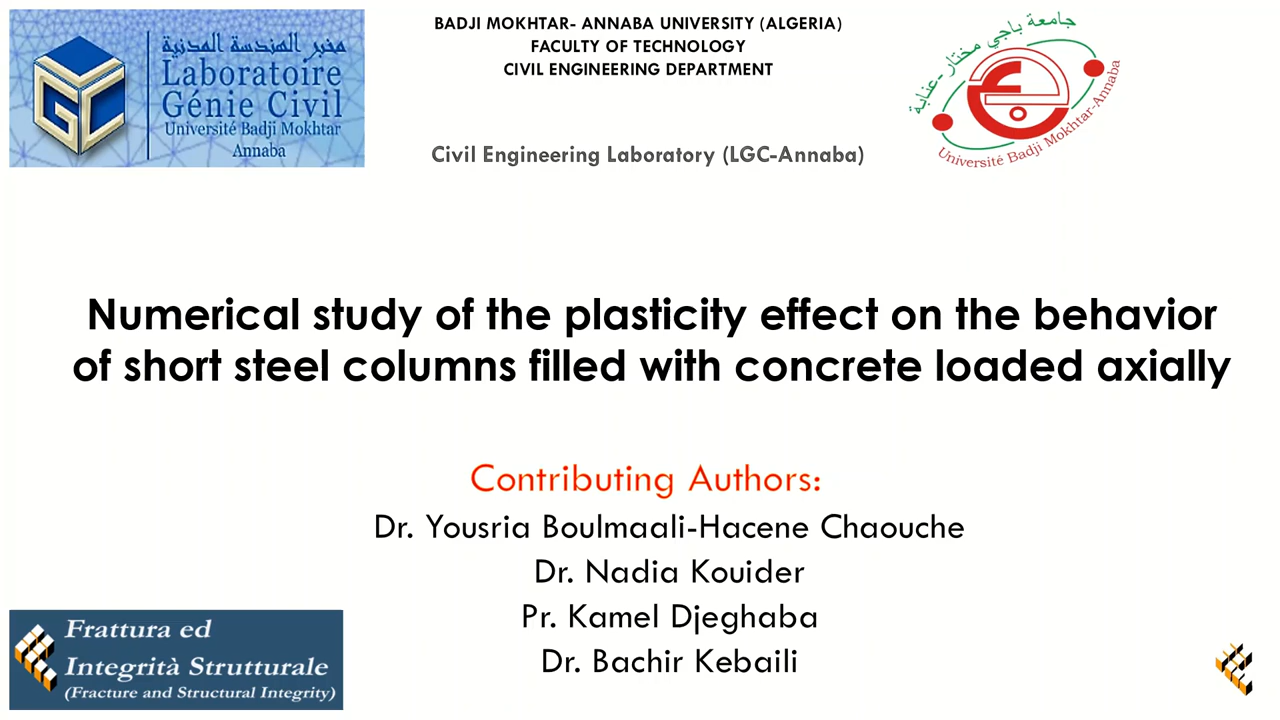 مخبر الهندسة المدنية
Laboratoire
Génie Civil
Université Badji Mokhtar
Annaba
GC
BADJI MOKHTAR- ANNABA UNIVERSITY (ALGERIA)
FACULTY OF TECHNOLOGY
CIVIL ENGINEERING DEPARTMENT
Civil Engineering Laboratory (LGC-Annaba)
جامعة باجي مختار -عنابة
Université Badji Mokhtar-Annaba
Numerical study of the plasticity effect on the behavior
of short steel columns filled with concrete loaded axially
Contributing Authors:
Dr. Yousria Boulmaali-Hacene Chaouche
Dr. Nadia Kouider
Pr. Kamel Djeghaba
Dr. Bachir Kebaili
Frattura ed
Integrità Strutturale
(Fracture and Structural Integrity)